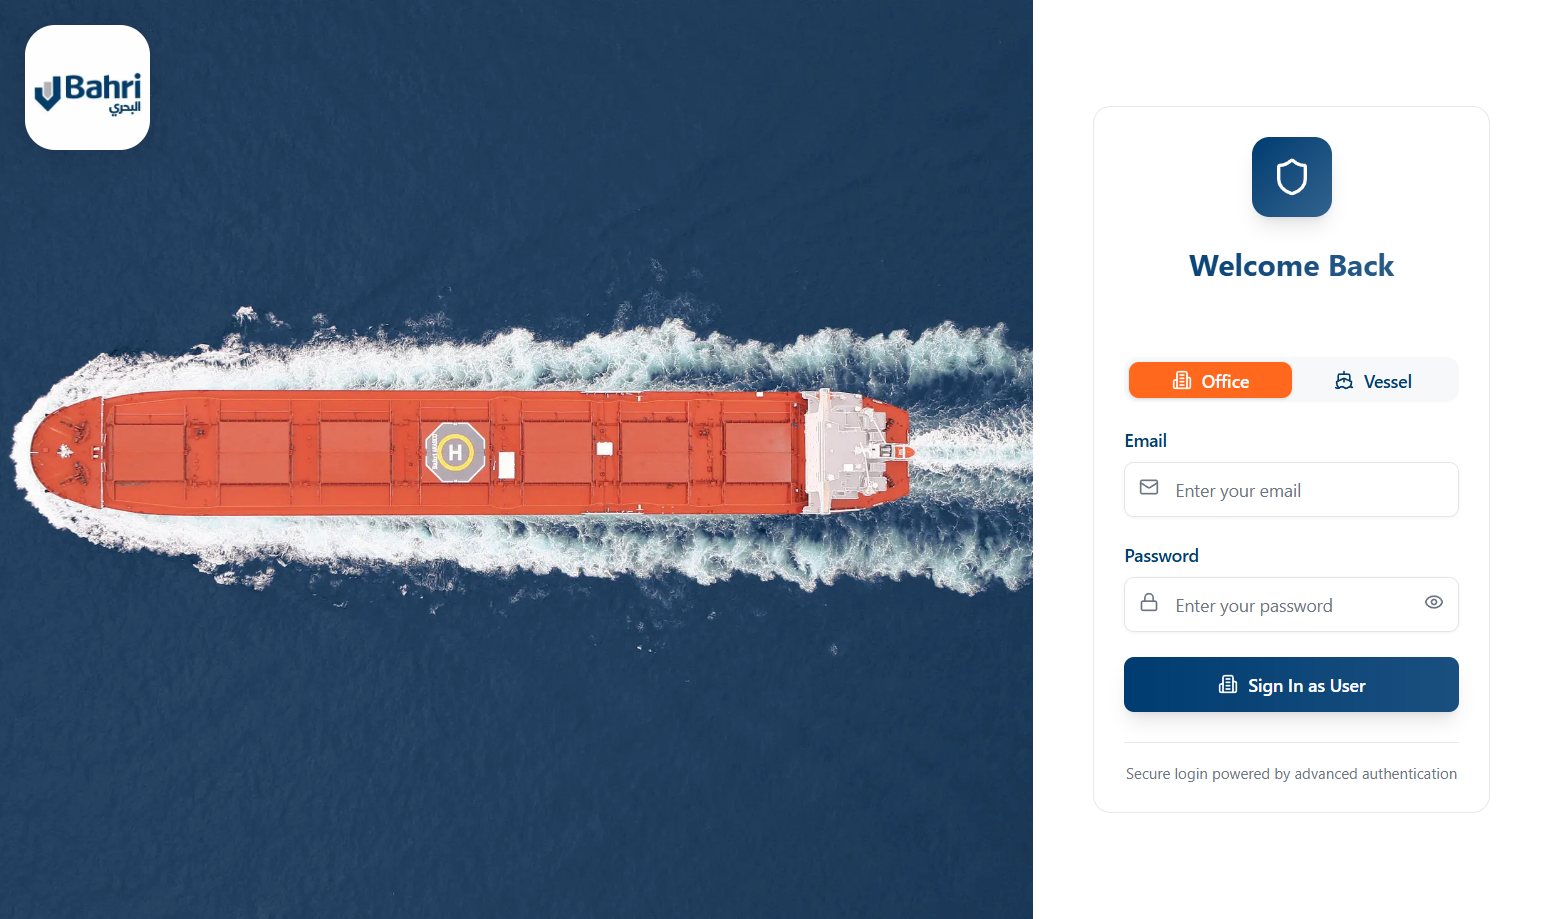 Bahri
البحري
Welcome Back
Office
Vessel
Email
Enter your email
Password
Enter your password
H
Sign In as User
Secure login powered by advanced authentication